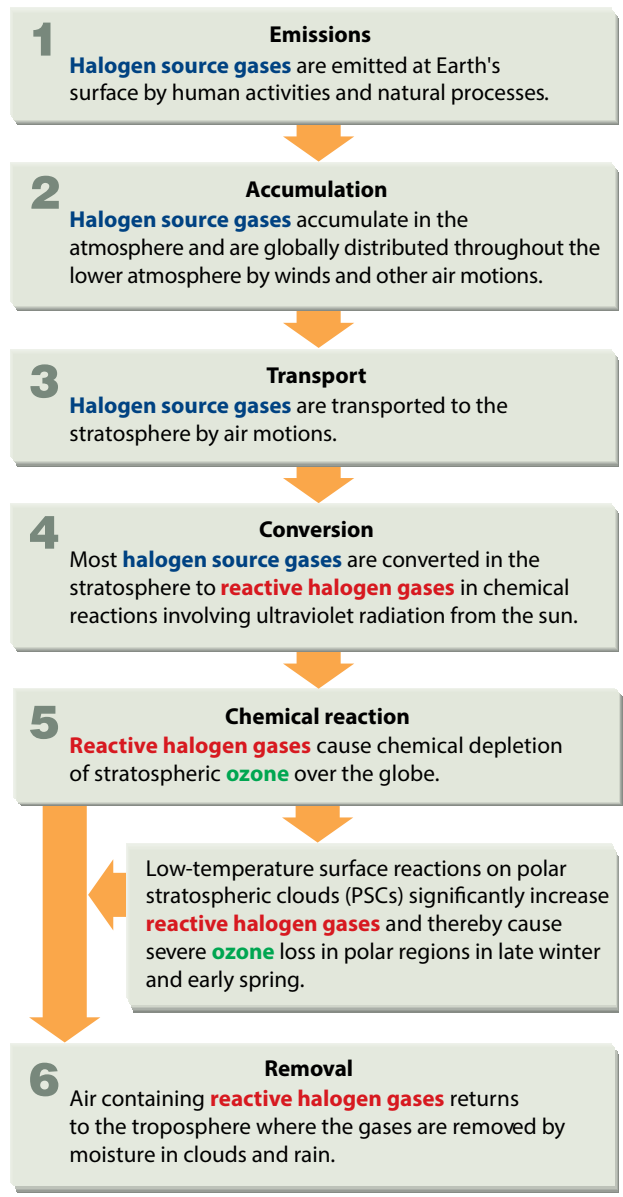 1
Emissions
Halogen source gases are emitted at Earth's
surface by human activities and natural processes.
2
Accumulation
Halogen source gases accumulate in the
atmosphere and are globally distributed throughout the
lower atmosphere by winds and other air motions.
3
Transport
Halogen source gases are transported to the
stratosphere by air motions.
4
Conversion
Most halogen source gases are converted in the
stratosphere to reactive halogen gases in chemical
reactions involving ultraviolet radiation from the sun.
5
Chemical reaction
Reactive halogen gases cause chemical depletion
of stratospheric ozone over the globe.
Low-temperature surface reactions on polar
stratospheric clouds (PSCs) significantly increase
reactive halogen gases and thereby cause
severe ozone loss in polar regions in late winter
and early spring.
6
Removal
Air containing reactive halogen gases returns
to the troposphere where the gases are removed by
moisture in clouds and rain.